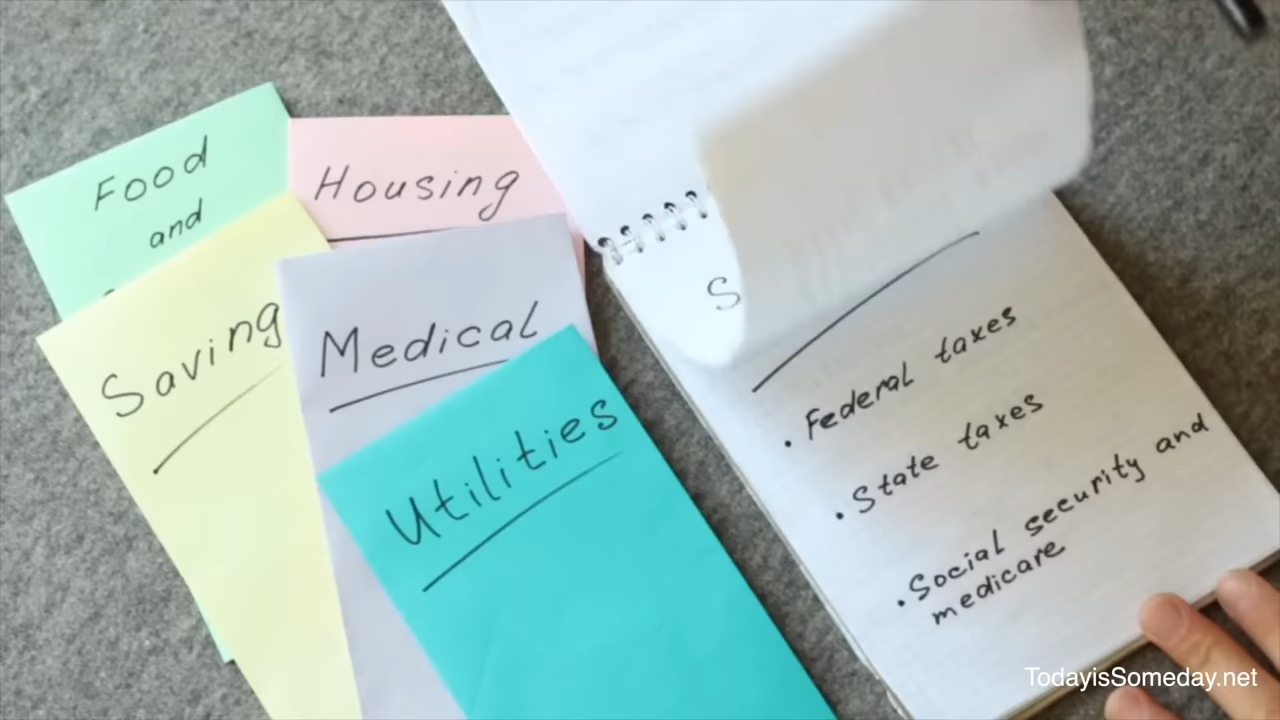 Food
and
Housing
Saving
Medical
Utilities
S
• Federal taxes
• State taxes
• Social security and
medicare
TodayisSomeday.net